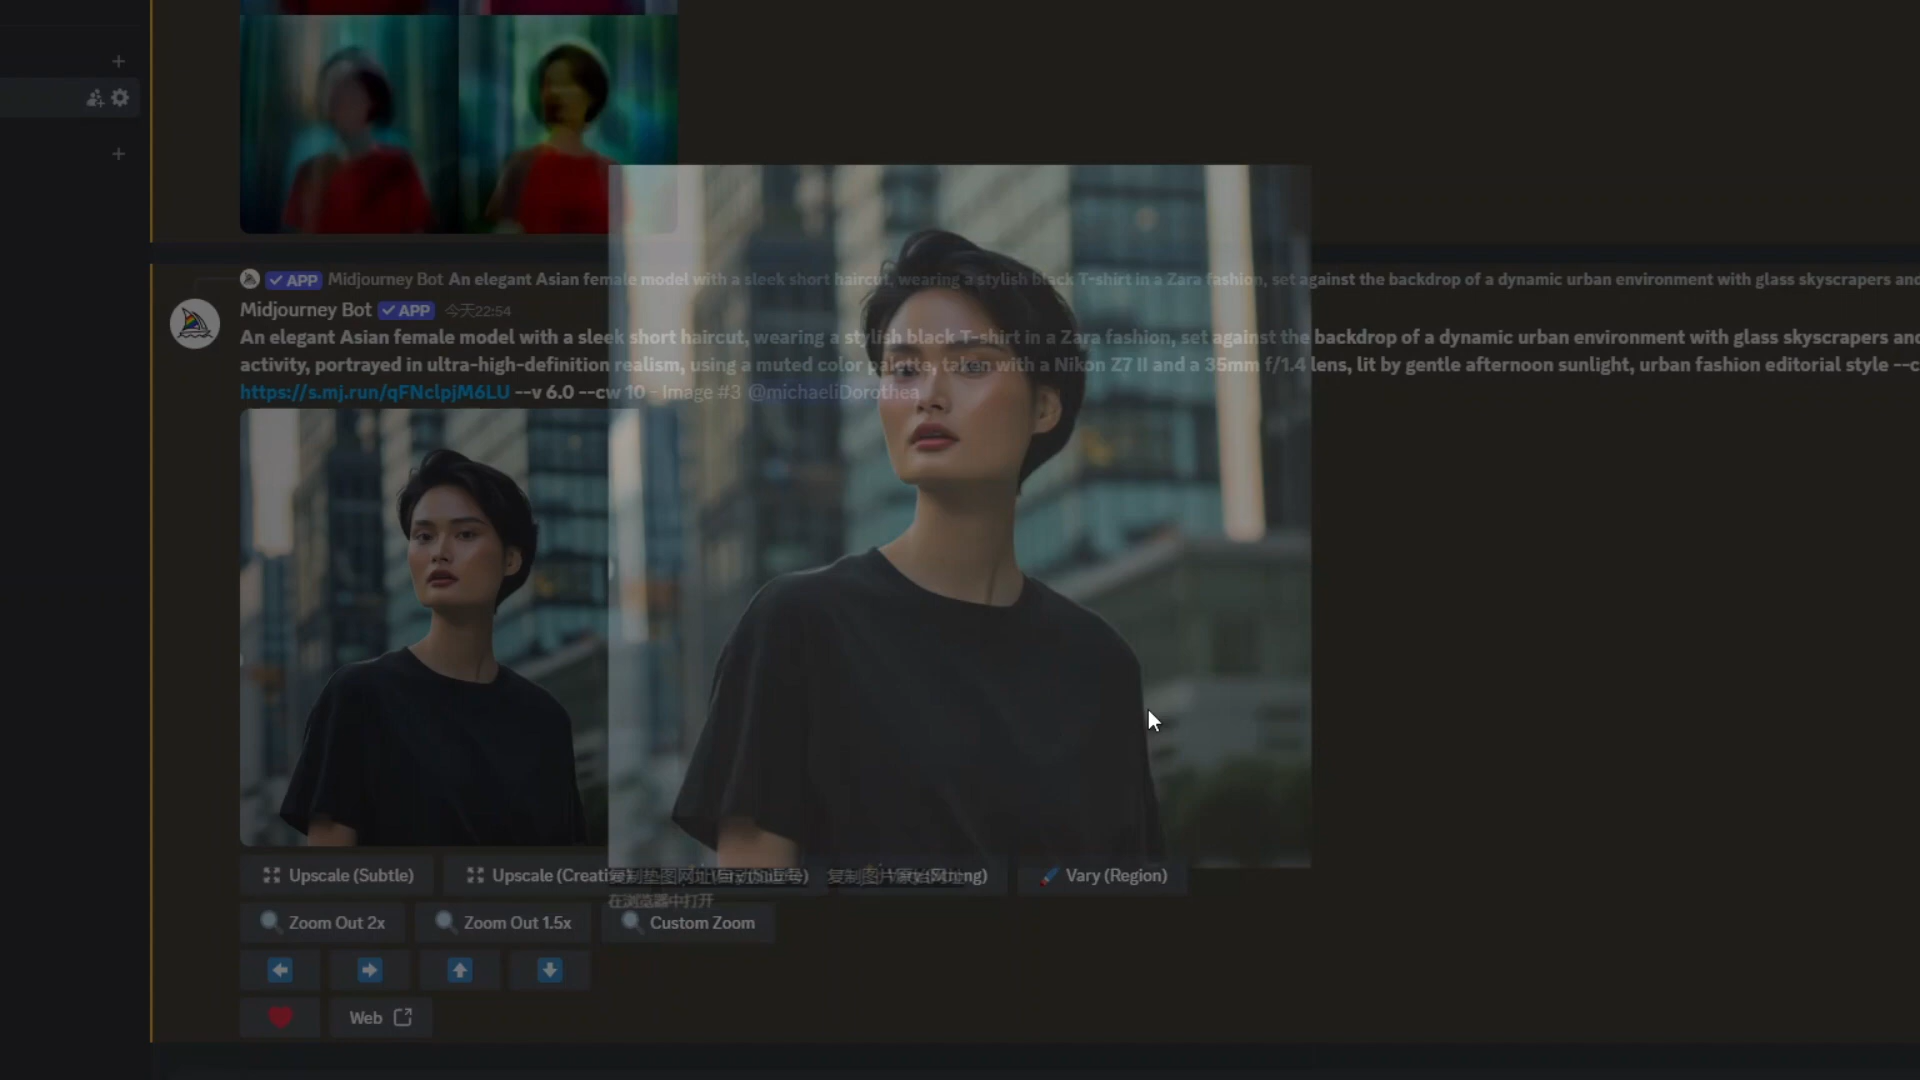 APP Midjourney Bot An elegant Asian female model with a sleek short haircut, wearing a stylish black T-shirt in a Zara fashion, set against the backdrop of a dynamic urban environment with glass skyscrapers and
Midjourney Bot APP 今天22:54
An elegant Asian female model with a sleek short haircut, wearing a stylish black T-shirt in a Zara fashion, set against the backdrop of a dynamic urban environment with glass skyscrapers and
activity, portrayed in ultra-high-definition realism, using a muted color palette, taken with a Nikon Z7 II and a 35mm f/1.4 lens, lit by gentle afternoon sunlight, urban fashion editorial style --c
https://s.mj.run/qFNclpjM6LU --v 6.0 --cw 10 - Image #3 @michaeliDorothea
Upscale (Subtle) Upscale (Creative) Vary (Strong) Vary (Region)
在浏览器中打开
Zoom Out 2x Zoom Out 1.5x Custom Zoom
Web